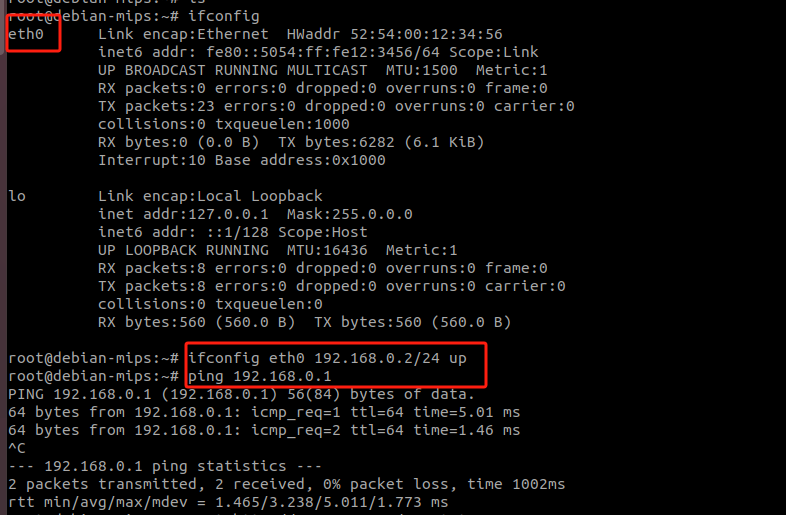 root@debian-mips:~# ifconfig
eth0      Link encap:Ethernet  HWaddr 52:54:00:12:34:56
          inet6 addr: fe80::5054:ff:fe12:3456/64 Scope:Link
          UP BROADCAST RUNNING MULTICAST  MTU:1500  Metric:1
          RX packets:0 errors:0 dropped:0 overruns:0 frame:0
          TX packets:23 errors:0 dropped:0 overruns:0 carrier:0
          collisions:0 txqueuelen:1000
          RX bytes:0 (0.0 B)  TX bytes:6282 (6.1 KiB)
          Interrupt:10 Base address:0x1000
lo        Link encap:Local Loopback
          inet addr:127.0.0.1  Mask:255.0.0.0
          inet6 addr: ::1/128 Scope:Host
          UP LOOPBACK RUNNING  MTU:16436  Metric:1
          RX packets:8 errors:0 dropped:0 overruns:0 frame:0
          TX packets:8 errors:0 dropped:0 overruns:0 carrier:0
          collisions:0 txqueuelen:0
          RX bytes:560 (560.0 B)  TX bytes:560 (560.0 B)
root@debian-mips:~# ifconfig eth0 192.168.0.2/24 up
root@debian-mips:~# ping 192.168.0.1
PING 192.168.0.1 (192.168.0.1) 56(84) bytes of data.
64 bytes from 192.168.0.1: icmp_req=1 ttl=64 time=5.01 ms
64 bytes from 192.168.0.1: icmp_req=2 ttl=64 time=1.46 ms
^C
--- 192.168.0.1 ping statistics ---
2 packets transmitted, 2 received, 0% packet loss, time 1002ms
rtt min/avg/max/mdev = 1.465/3.238/5.011/1.773 ms